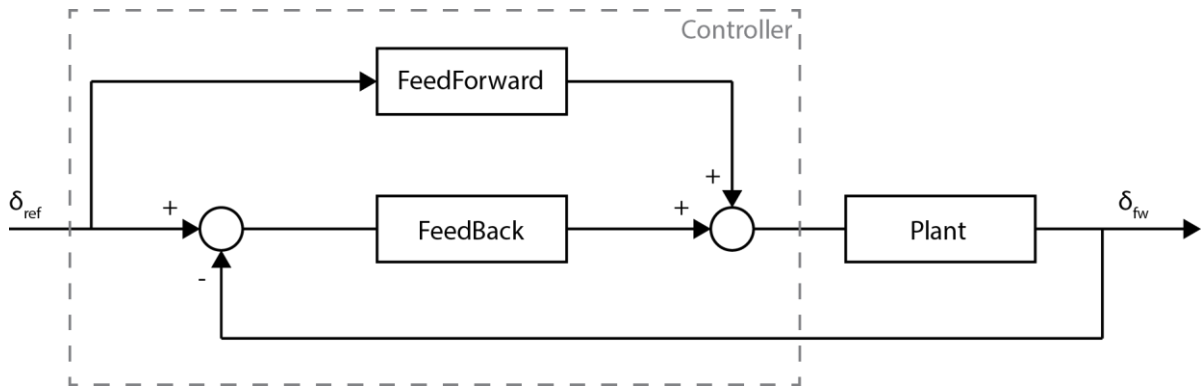 Controller
FeedForward
+
δref
+
+
δfw
FeedBack
Plant
-